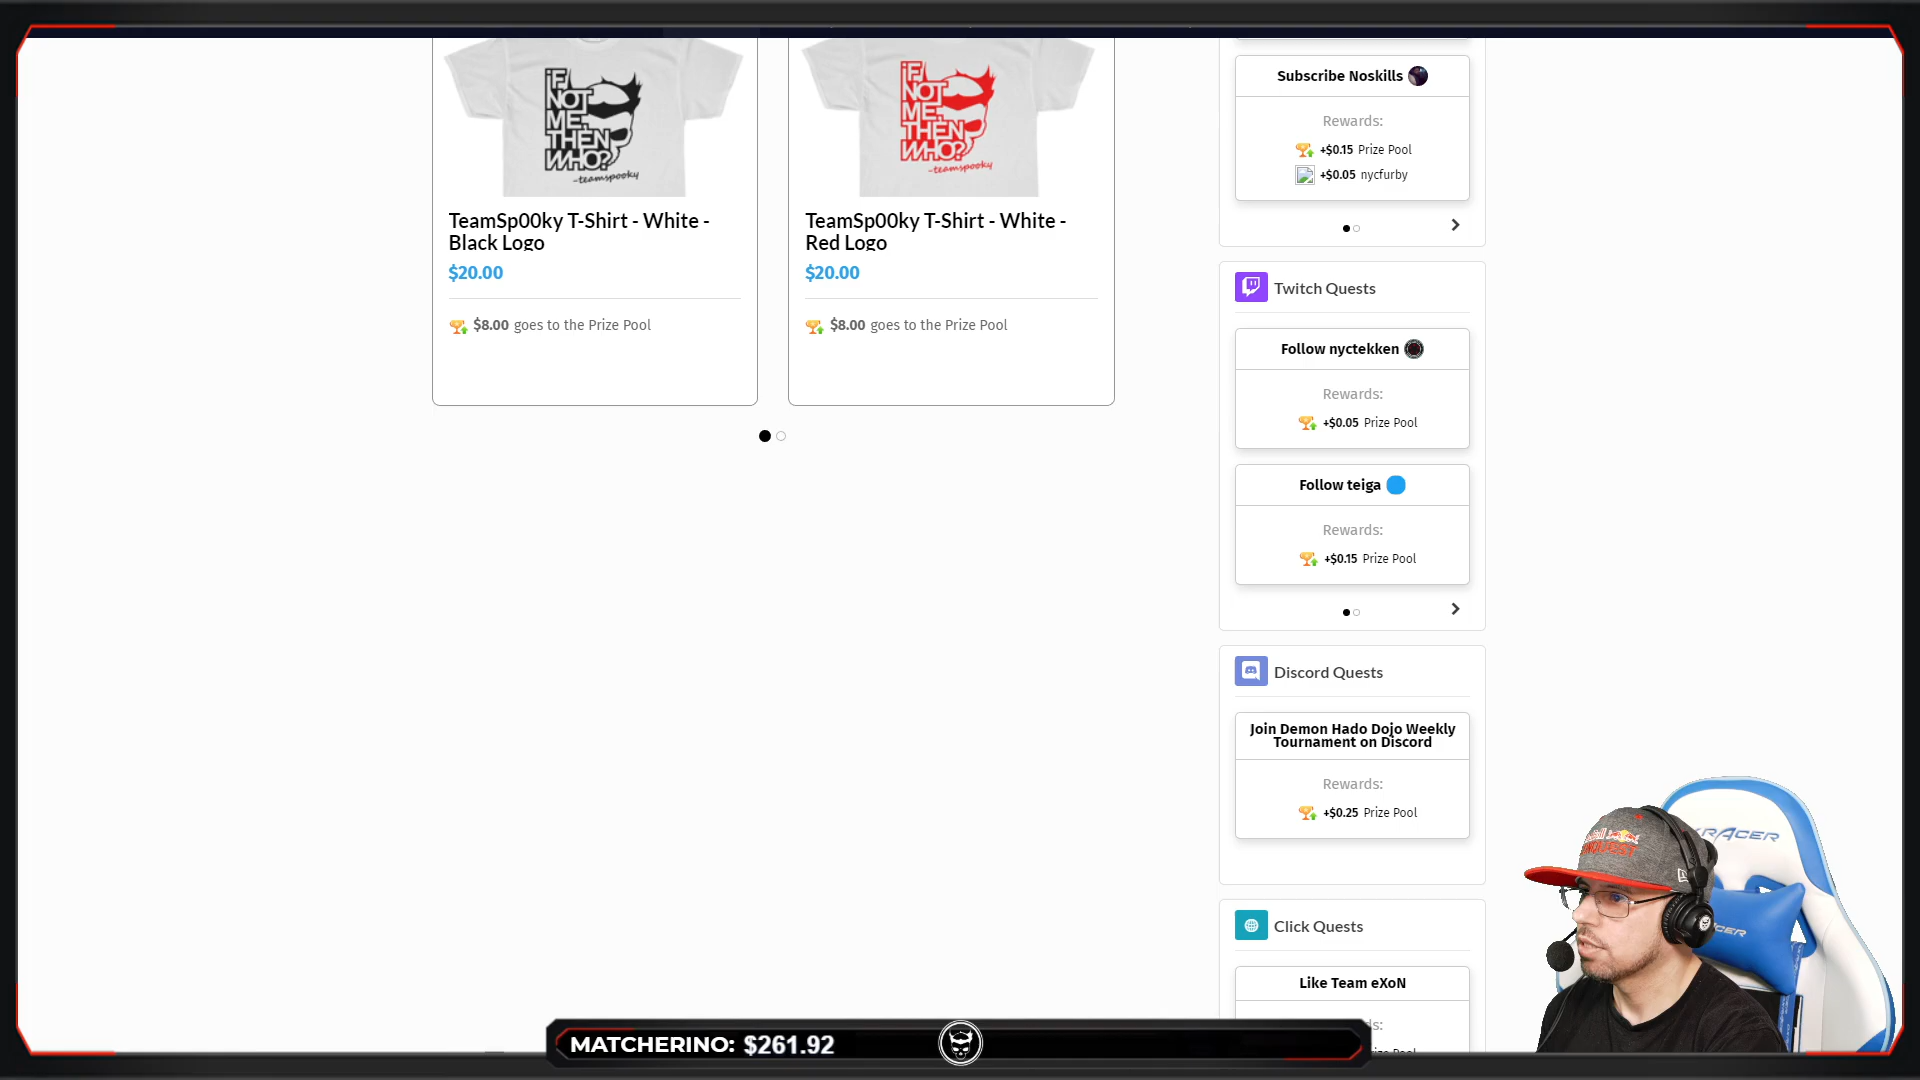 IF
NOT
ME,
THEN
WHO?
~teamspooky
TeamSp00ky T-Shirt - White -
Black Logo
$20.00
$8.00 goes to the Prize Pool
IF
NOT
ME,
THEN
WHO?
~teamspooky
TeamSp00ky T-Shirt - White -
Red Logo
$20.00
$8.00 goes to the Prize Pool
Subscribe Noskills
Rewards:
+$0.15 Prize Pool
+$0.05 nycfurby
Twitch Quests
Follow nyctekken
Rewards:
+$0.05 Prize Pool
Follow teiga
Rewards:
+$0.15 Prize Pool
Discord Quests
Join Demon Hado Dojo Weekly
Tournament on Discord
Rewards:
+$0.25 Prize Pool
Click Quests
Like Team eXoN
MATCHERINO: $261.92